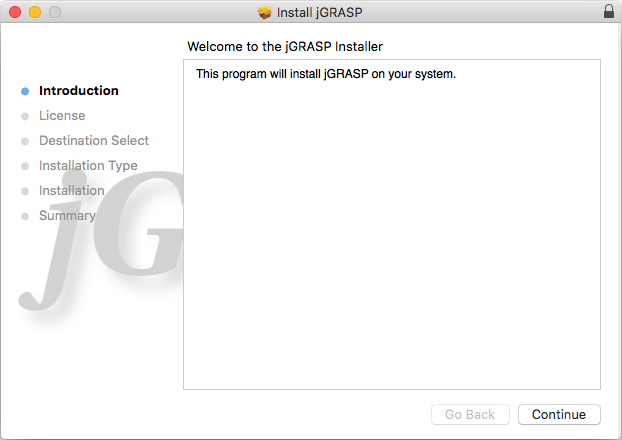 Install jGRASP
Welcome to the jGRASP Installer
Introduction
License
Destination Select
Installation Type
Installation
Summary
jG
This program will install jGRASP on your system.
Go Back
Continue